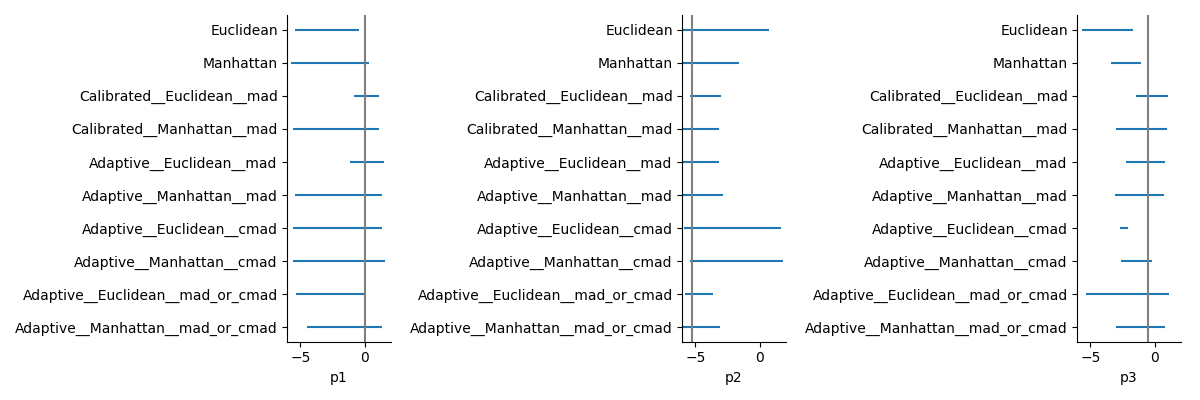 Euclidean
Manhattan
Calibrated__Euclidean__mad
Calibrated__Manhattan__mad
Adaptive__Euclidean__mad
Adaptive__Manhattan__mad
Adaptive__Euclidean__cmad
Adaptive__Manhattan__cmad
Adaptive__Euclidean__mad_or_cmad
Adaptive__Manhattan__mad_or_cmad
−5 0
p1
Euclidean
Manhattan
Calibrated__Euclidean__mad
Calibrated__Manhattan__mad
Adaptive__Euclidean__mad
Adaptive__Manhattan__mad
Adaptive__Euclidean__cmad
Adaptive__Manhattan__cmad
Adaptive__Euclidean__mad_or_cmad
Adaptive__Manhattan__mad_or_cmad
−5 0
p2
Euclidean
Manhattan
Calibrated__Euclidean__mad
Calibrated__Manhattan__mad
Adaptive__Euclidean__mad
Adaptive__Manhattan__mad
Adaptive__Euclidean__cmad
Adaptive__Manhattan__cmad
Adaptive__Euclidean__mad_or_cmad
Adaptive__Manhattan__mad_or_cmad
−5 0
p3